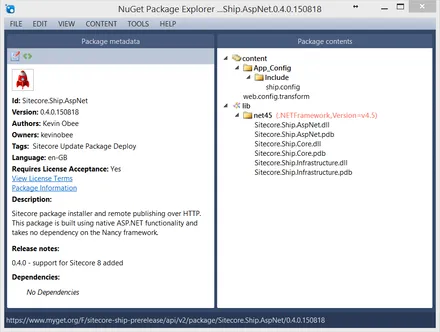 NuGet Package Explorer ...Ship.AspNet.0.4.0.150818
FILE EDIT VIEW CONTENT TOOLS HELP
Package metadata
Id: Sitecore.Ship.AspNet
Version: 0.4.0.150818
Authors: Kevin Obee
Owners: kevinobee
Tags: Sitecore Update Package Deploy
Language: en-GB
Requires License Acceptance: Yes
View License Terms
Package Information
Description:
Sitecore package installer and remote publishing over HTTP.
This package is built using native ASP.NET functionality and
takes no dependency on the Nancy framework.
Release notes:
0.4.0 - support for Sitecore 8 added
Dependencies:
No Dependencies
Package contents
content
App_Config
Include
ship.config
web.config.transform
lib
net45 (.NETFramework,Version=v4.5)
Sitecore.Ship.AspNet.dll
Sitecore.Ship.AspNet.pdb
Sitecore.Ship.Core.dll
Sitecore.Ship.Core.pdb
Sitecore.Ship.Infrastructure.dll
Sitecore.Ship.Infrastructure.pdb
https://www.myget.org/F/sitecore-ship-prerelease/api/v2/package/Sitecore.Ship.AspNet/0.4.0.150818